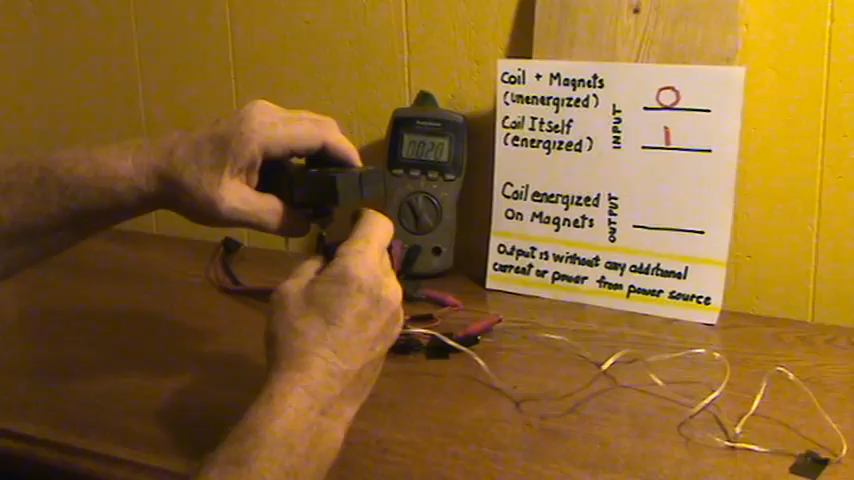 Coil + Magnets
(unenergized)
O
Coil Itself
(energized)
1
INPUT
Coil energized
On Magnets
OUTPUT
Output is without any additional
current or power from power source